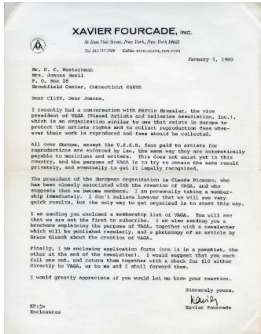 XAVIER FOURCADE, INC.
36 East 75th Street, New York, New York 10021
January 3, 1980
Mr. H. C. Westermann
Mrs. Joanna Beall
P. O. Box 28
Brookfield Center, Connecticut 06805
Dear Cliff, Dear Joanna,
I recently had a conversation with Martin Bressler, the vice
president of VAGA (Visual Artists and Galleries Association, Inc.),
which is an organization similar to one that exists in Europe to
protect the artists rights and to collect reproduction fees when-
ever their work is reproduced and fees should be collected.
All over Europe, except the U.S.S.R. fees paid to artists for
reproductions are enforced by law, the same way they are automatically
payable to musicians and writers. This does not exist yet in this
country, and the purpose of VAGA is to try to obtain the same result
privately, and eventually to get it legally recognized.
The president of the European organization is Claude Picasso, who
has been closely associated with the creation of VAGA, and who
suggests that we become members. I am personally taking a member-
ship immediately. I don't believe however that we will see very
quick results, but the only way to get organized is to start this way.
I am sending you enclosed a membership list of VAGA. You will see
that we are not the first to subscribe. I am also sending you a
brochure explaining the purpose of VAGA, together with a newsletter
which will be published regularly, and a photocopy of an article by
Grace Glueck about the creation of VAGA.
Finally, I am enclosing application forms (one is in a pamphlet, the
other at the end of the newsletter). I would suggest that you each
fill one out, and return them together with a check for $10 either
directly to VAGA, or to me and I shall forward them.
I would greatly appreciate if you would let me know your reaction.
Sincerely yours,
Xavier
Xavier Fourcade
XF:
Enclosures